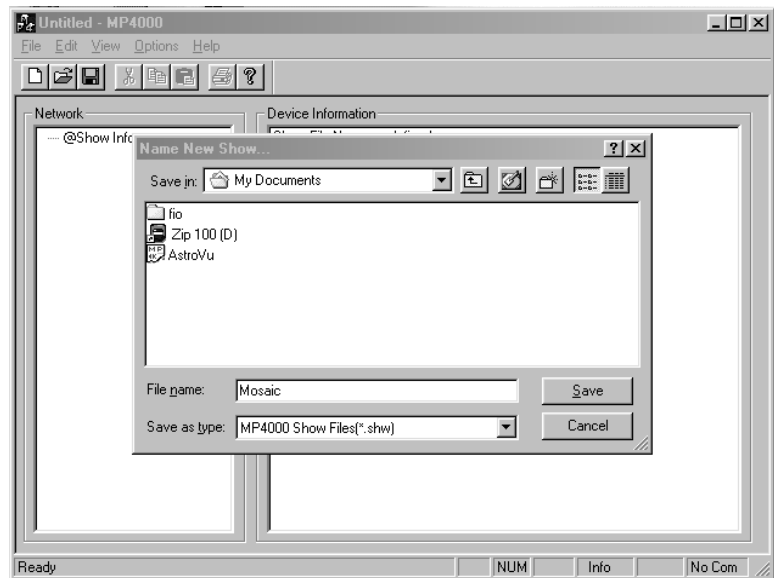 Untitled - MP4000
File Edit View Options Help
Network
Device Information
@Show Info
Name New Show...
Save in: My Documents
fio
Zip 100 (D)
AstroVu
File name: Mosaic
Save
Save as type: MP4000 Show Files(*.shw)
Cancel
Ready
NUM
Info
No Com